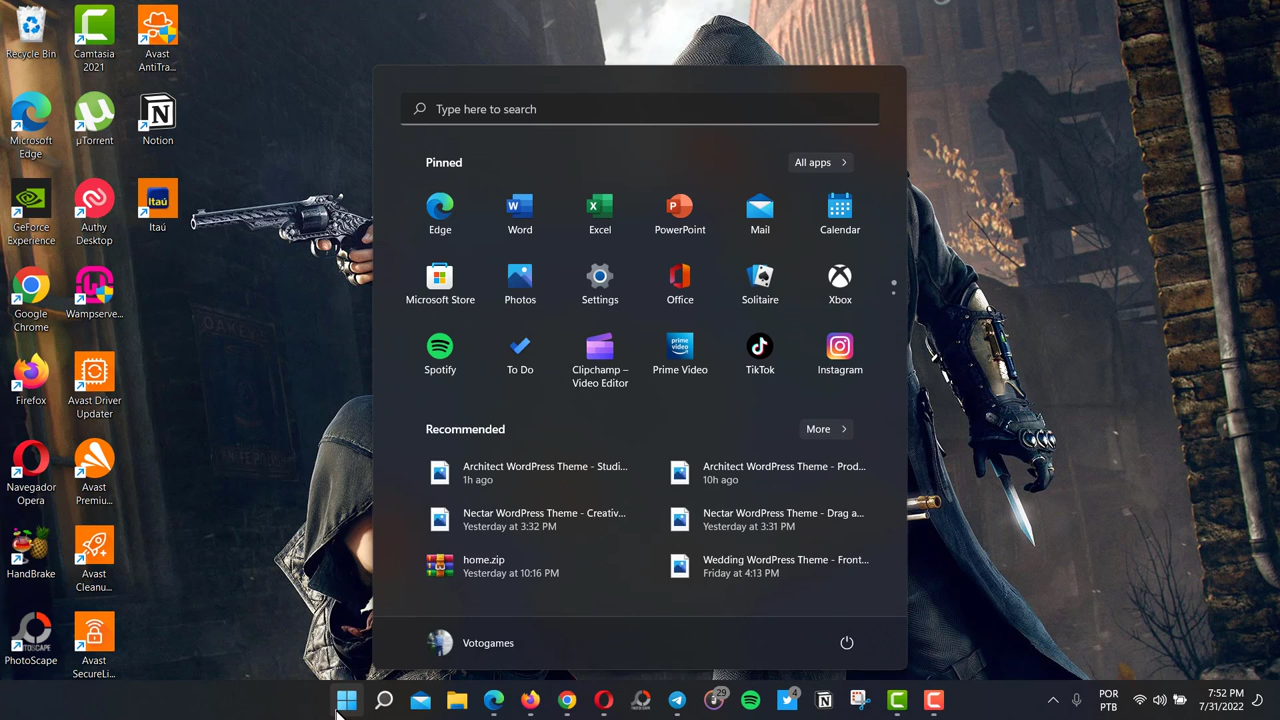 Recycle Bin
Camtasia
2021
Avast
AntiTra...
Microsoft
Edge
µTorrent
Notion
GeForce
Experience
Authy
Desktop
Itaú
Itaú
Google
Chrome
Wampserve...
Firefox
Avast Driver
Updater
Navegador
Opera
Avast
Premiu...
HandBrake
Avast
Cleanu...
PhotoScape
Avast
SecureLi...
Type here to search
Pinned
All apps
Edge
Word
Excel
PowerPoint
Mail
Calendar
Microsoft Store
Photos
Settings
Office
Solitaire
Xbox
prime
video
Spotify
To Do
Clipchamp –
Video Editor
Prime Video
TikTok
Instagram
Recommended
More
Architect WordPress Theme - Studi...
1h ago
Architect WordPress Theme - Prod...
10h ago
Nectar WordPress Theme - Creativ...
Yesterday at 3:32 PM
Nectar WordPress Theme - Drag a...
Yesterday at 3:31 PM
home.zip
Yesterday at 10:16 PM
Wedding WordPress Theme - Front...
Friday at 4:13 PM
Votogames
29
4
POR
PTB
7:52 PM
7/31/2022